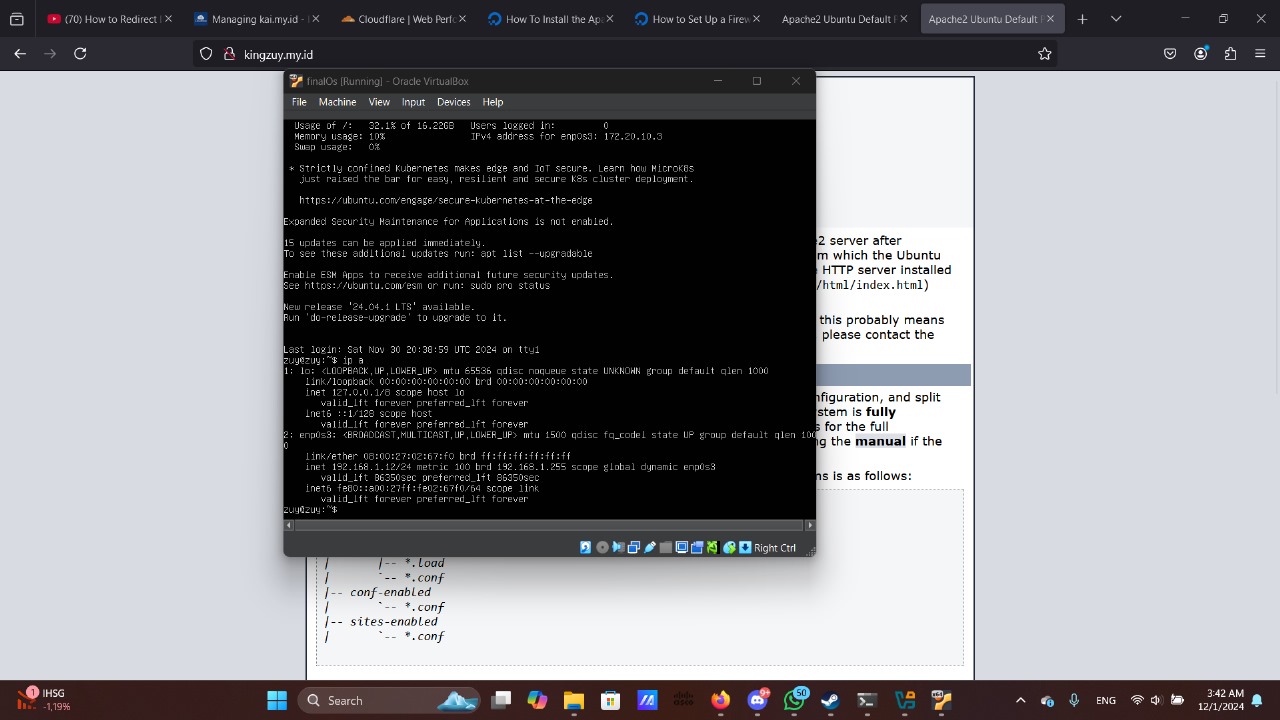 (70) How to Redirect
Managing kai.my.id -
Cloudflare | Web Perfo
How To Install the Apa
How to Set Up a Firew
Apache2 Ubuntu Default P
Apache2 Ubuntu Default P
kingzuy.my.id
finalOs [Running] - Oracle VirtualBox
File Machine View Input Devices Help
Usage of /: 32.1% of 16.22GB Users logged in: 0
Memory usage: 10% IPv4 address for enp0s3: 172.20.10.3
Swap usage: 0%
* Strictly confined Kubernetes makes edge and IoT secure. Learn how MicroK8s
just raised the bar for easy, resilient and secure K8s cluster deployment.
https://ubuntu.com/engage/secure-kubernetes-at-the-edge
Expanded Security Maintenance for Applications is not enabled.
15 updates can be applied immediately.
To see these additional updates run: apt list --upgradable
Enable ESM Apps to receive additional future security updates.
See https://ubuntu.com/esm or run: sudo pro status
New release '24.04.1 LTS' available.
Run 'do-release-upgrade' to upgrade to it.
Last login: Sat Nov 30 20:38:59 UTC 2024 on tty1
zuy@zuy:~$ ip a
1: lo: <LOOPBACK,UP,LOWER_UP> mtu 65536 qdisc noqueue state UNKNOWN group default qlen 1000
link/loopback 00:00:00:00:00:00 brd 00:00:00:00:00:00
inet 127.0.0.1/8 scope host lo
valid_lft forever preferred_lft forever
inet6 ::1/128 scope host
valid_lft forever preferred_lft forever
2: enp0s3: <BROADCAST,MULTICAST,UP,LOWER_UP> mtu 1500 qdisc fq_codel state UP group default qlen 100
0
link/ether 08:00:27:02:67:f0 brd ff:ff:ff:ff:ff:ff
inet 192.168.1.12/24 metric 100 brd 192.168.1.255 scope global dynamic enp0s3
valid_lft 86350sec preferred_lft 86350sec
inet6 fe80::a00:27ff:fe02:67f0/64 scope link
valid_lft forever preferred_lft forever
zuy@zuy:~$
Right Ctrl
e2 server after
m which the Ubuntu
e HTTP server installed
/html/index.html)
this probably means
please contact the
nfiguration, and split
stem is fully
s for the full
ng the manual if the
ns is as follows:
| |-- *.load
| `-- *.conf
|-- conf-enabled
| `-- *.conf
|-- sites-enabled
| `-- *.conf
1
IHSG
-1,19%
Search
9+
50
ENG
3:42 AM
12/1/2024